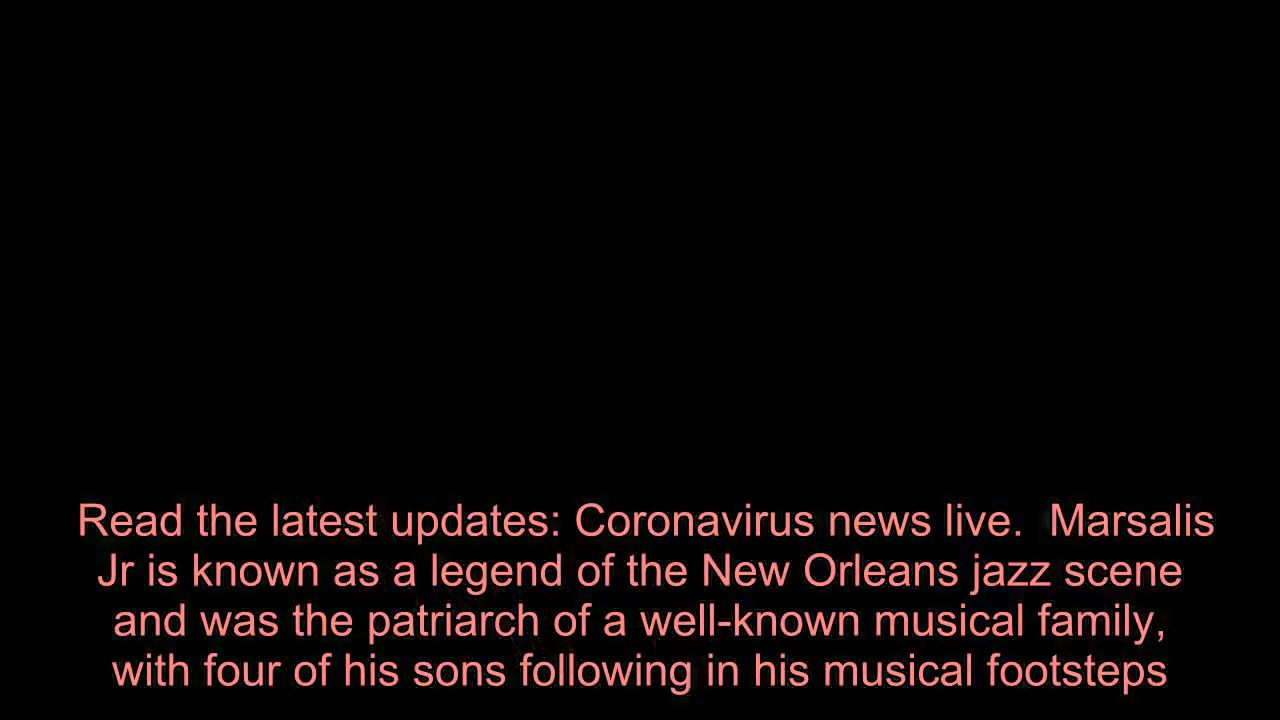 Read the latest updates: Coronavirus news live.  Marsalis
Jr is known as a legend of the New Orleans jazz scene
and was the patriarch of a well-known musical family,
with four of his sons following in his musical footsteps